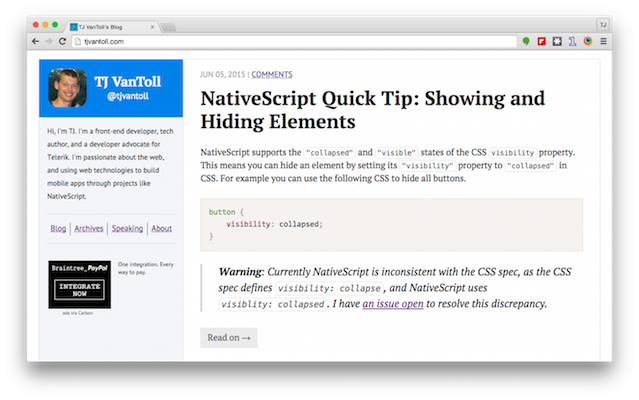 TJ VanToll's Blog
TJ
tjvantoll.com
TJ VanToll
@tjvantoll
Hi, I'm TJ. I'm a front-end developer, tech
author, and a developer advocate for
Telerik. I'm passionate about the web,
and using web technologies to build
mobile apps through projects like
NativeScript.
Blog
Archives
Speaking
About
Braintree_PayPal
INTEGRATE
NOW
One integration. Every
way to pay.
ads via Carbon
JUN 05, 2015 | COMMENTS
NativeScript Quick Tip: Showing and
Hiding Elements
NativeScript supports the "collapsed" and "visible" states of the CSS visibility property.
This means you can hide an element by setting its "visibility" property to "collapsed" in
CSS. For example you can use the following CSS to hide all buttons.
button {
visibility: collapsed;
}
Warning: Currently NativeScript is inconsistent with the CSS spec, as the CSS
spec defines visibility: collapse , and NativeScript uses
visiblity: collapsed . I have an issue open to resolve this discrepancy.
Read on →